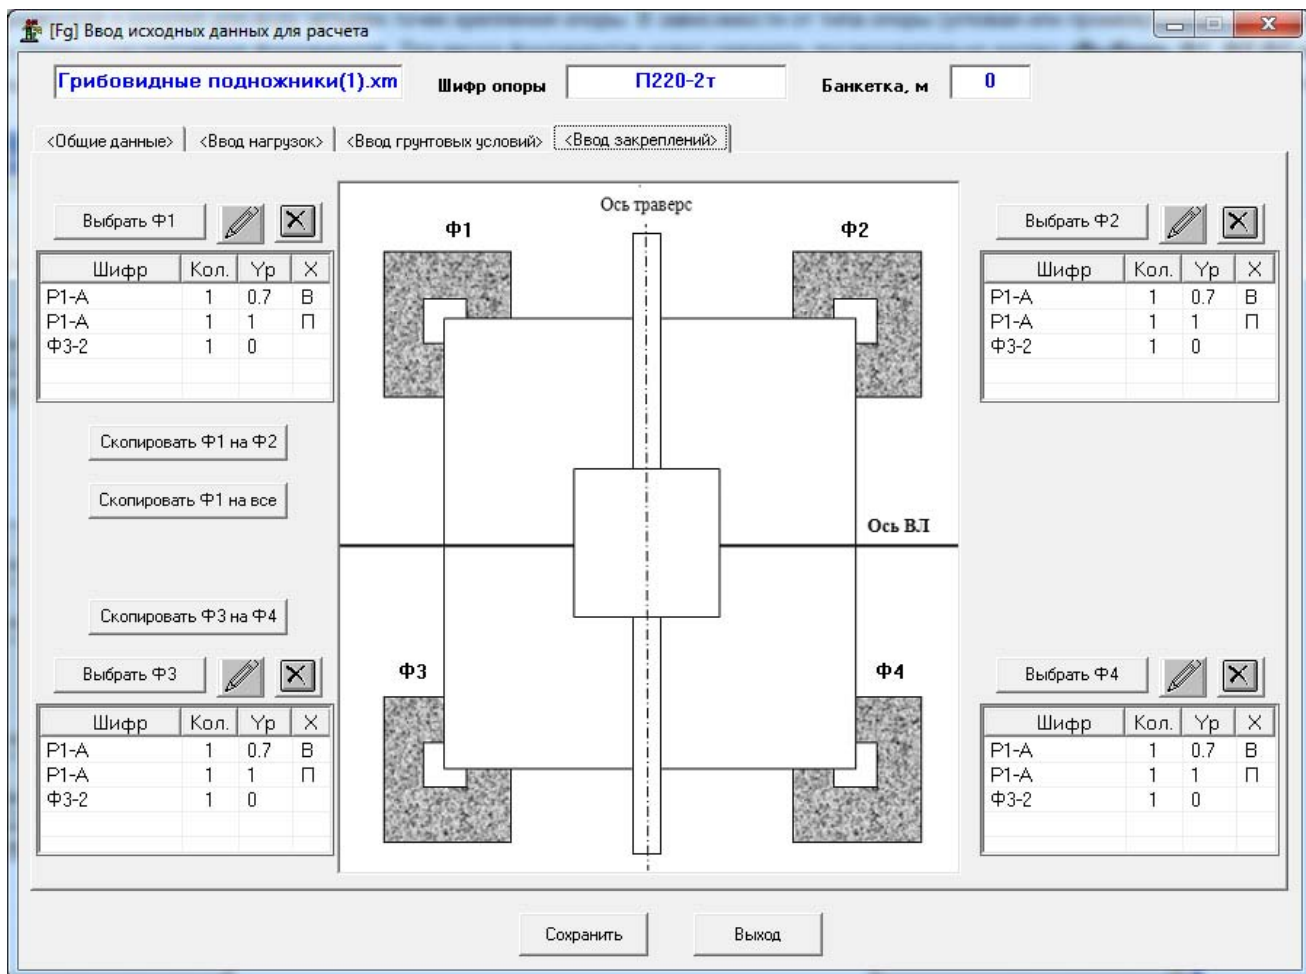 [Fg] Ввод исходных данных для расчета
Грибовидные подножники(1).xm Шифр опоры П220-2т Банкетка, м 0
<Общие данные> <Ввод нагрузок> <Ввод грунтовых условий> <Ввод закреплений>
Выбрать Ф1
Шифр Кол. Yp X
Р1-А 1 0.7 В
Р1-А 1 1 П
Ф3-2 1 0
Скопировать Ф1 на Ф2
Скопировать Ф1 на все
Скопировать Ф3 на Ф4
Выбрать Ф3
Шифр Кол. Yp X
Р1-А 1 0.7 В
Р1-А 1 1 П
Ф3-2 1 0
Ось траверс
Ф1 Ф2
Ось ВЛ
Ф3 Ф4
Выбрать Ф2
Шифр Кол. Yp X
Р1-А 1 0.7 В
Р1-А 1 1 П
Ф3-2 1 0
Выбрать Ф4
Шифр Кол. Yp X
Р1-А 1 0.7 В
Р1-А 1 1 П
Ф3-2 1 0
Сохранить Выход